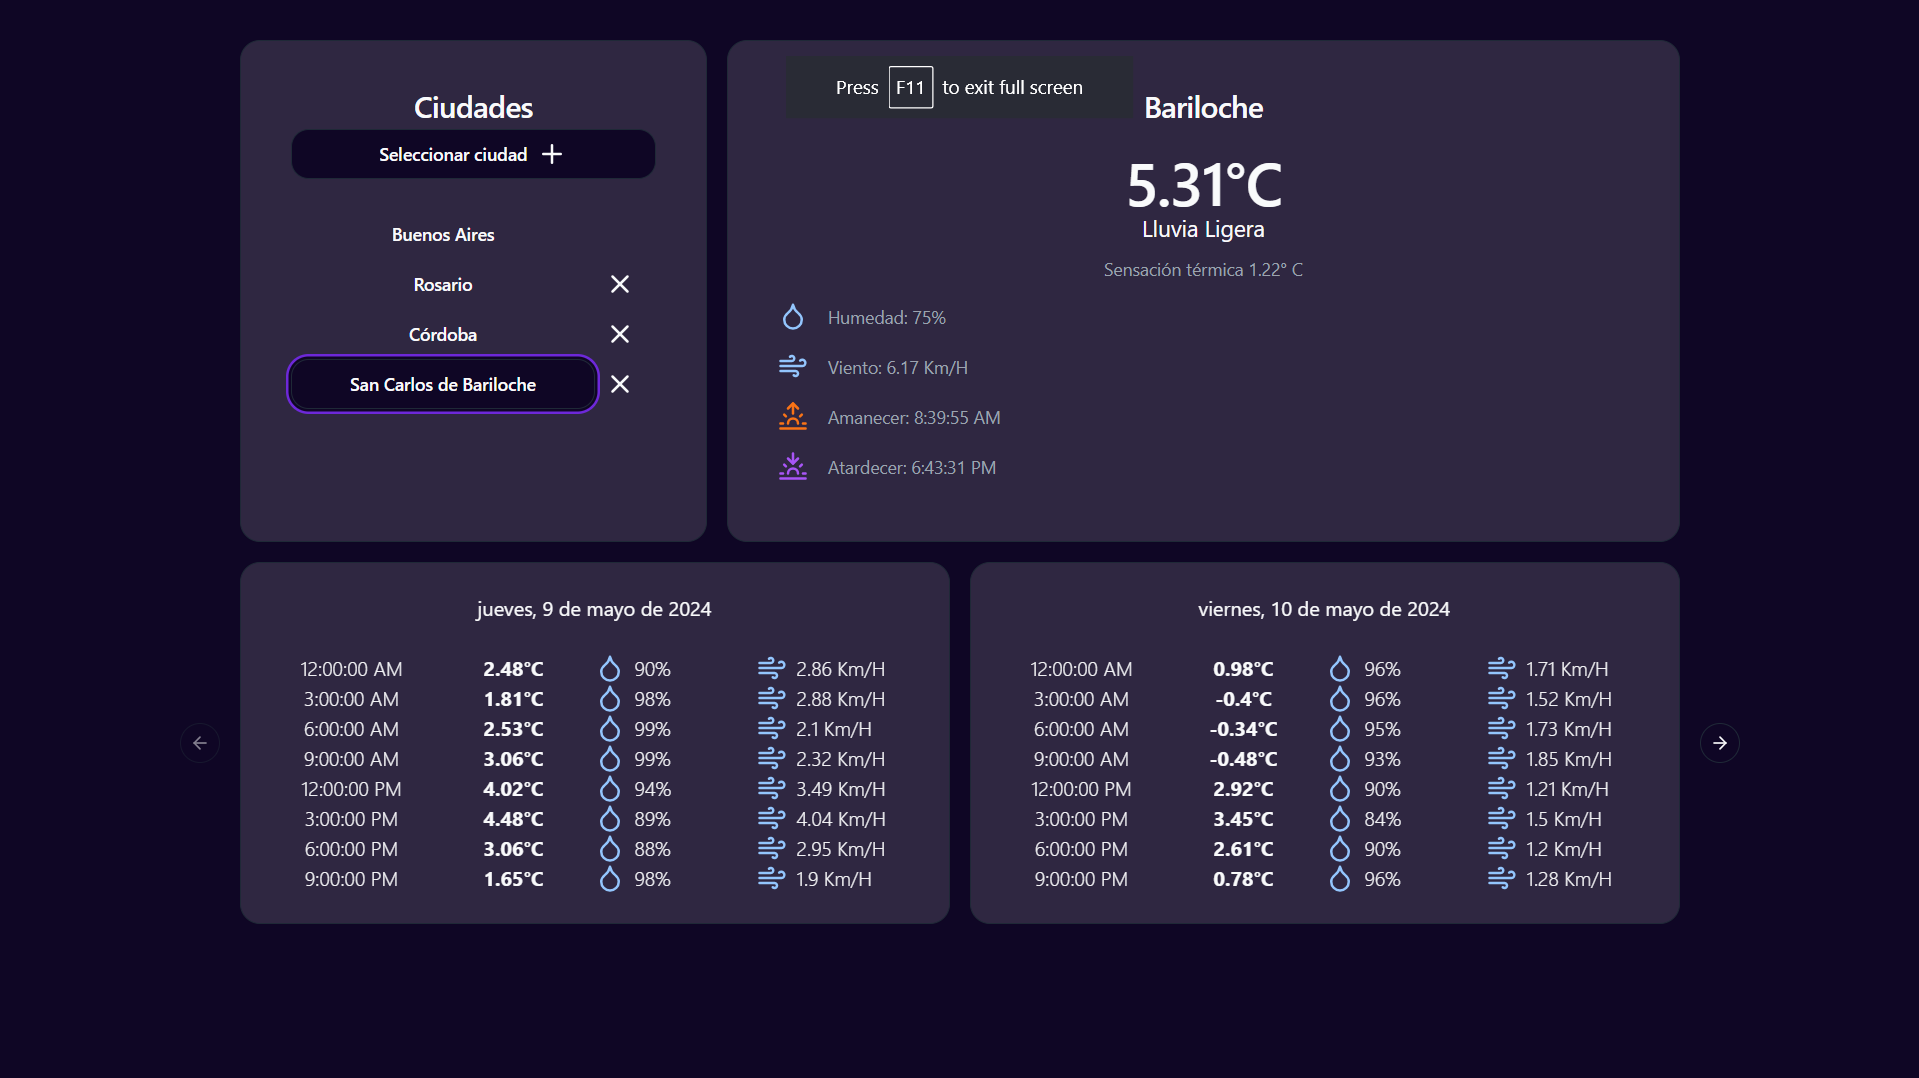 Ciudades
Seleccionar ciudad
Buenos Aires
Rosario
Córdoba
San Carlos de Bariloche
Press F11 to exit full screen
Bariloche
5.31°C
Lluvia Ligera
Sensación térmica 1.22° C
Humedad: 75%
Viento: 6.17 Km/H
Amanecer: 8:39:55 AM
Atardecer: 6:43:31 PM
jueves, 9 de mayo de 2024
12:00:00 AM 2.48°C 90% 2.86 Km/H
3:00:00 AM 1.81°C 98% 2.88 Km/H
6:00:00 AM 2.53°C 99% 2.1 Km/H
9:00:00 AM 3.06°C 99% 2.32 Km/H
12:00:00 PM 4.02°C 94% 3.49 Km/H
3:00:00 PM 4.48°C 89% 4.04 Km/H
6:00:00 PM 3.06°C 88% 2.95 Km/H
9:00:00 PM 1.65°C 98% 1.9 Km/H
viernes, 10 de mayo de 2024
12:00:00 AM 0.98°C 96% 1.71 Km/H
3:00:00 AM -0.4°C 96% 1.52 Km/H
6:00:00 AM -0.34°C 95% 1.73 Km/H
9:00:00 AM -0.48°C 93% 1.85 Km/H
12:00:00 PM 2.92°C 90% 1.21 Km/H
3:00:00 PM 3.45°C 84% 1.5 Km/H
6:00:00 PM 2.61°C 90% 1.2 Km/H
9:00:00 PM 0.78°C 96% 1.28 Km/H